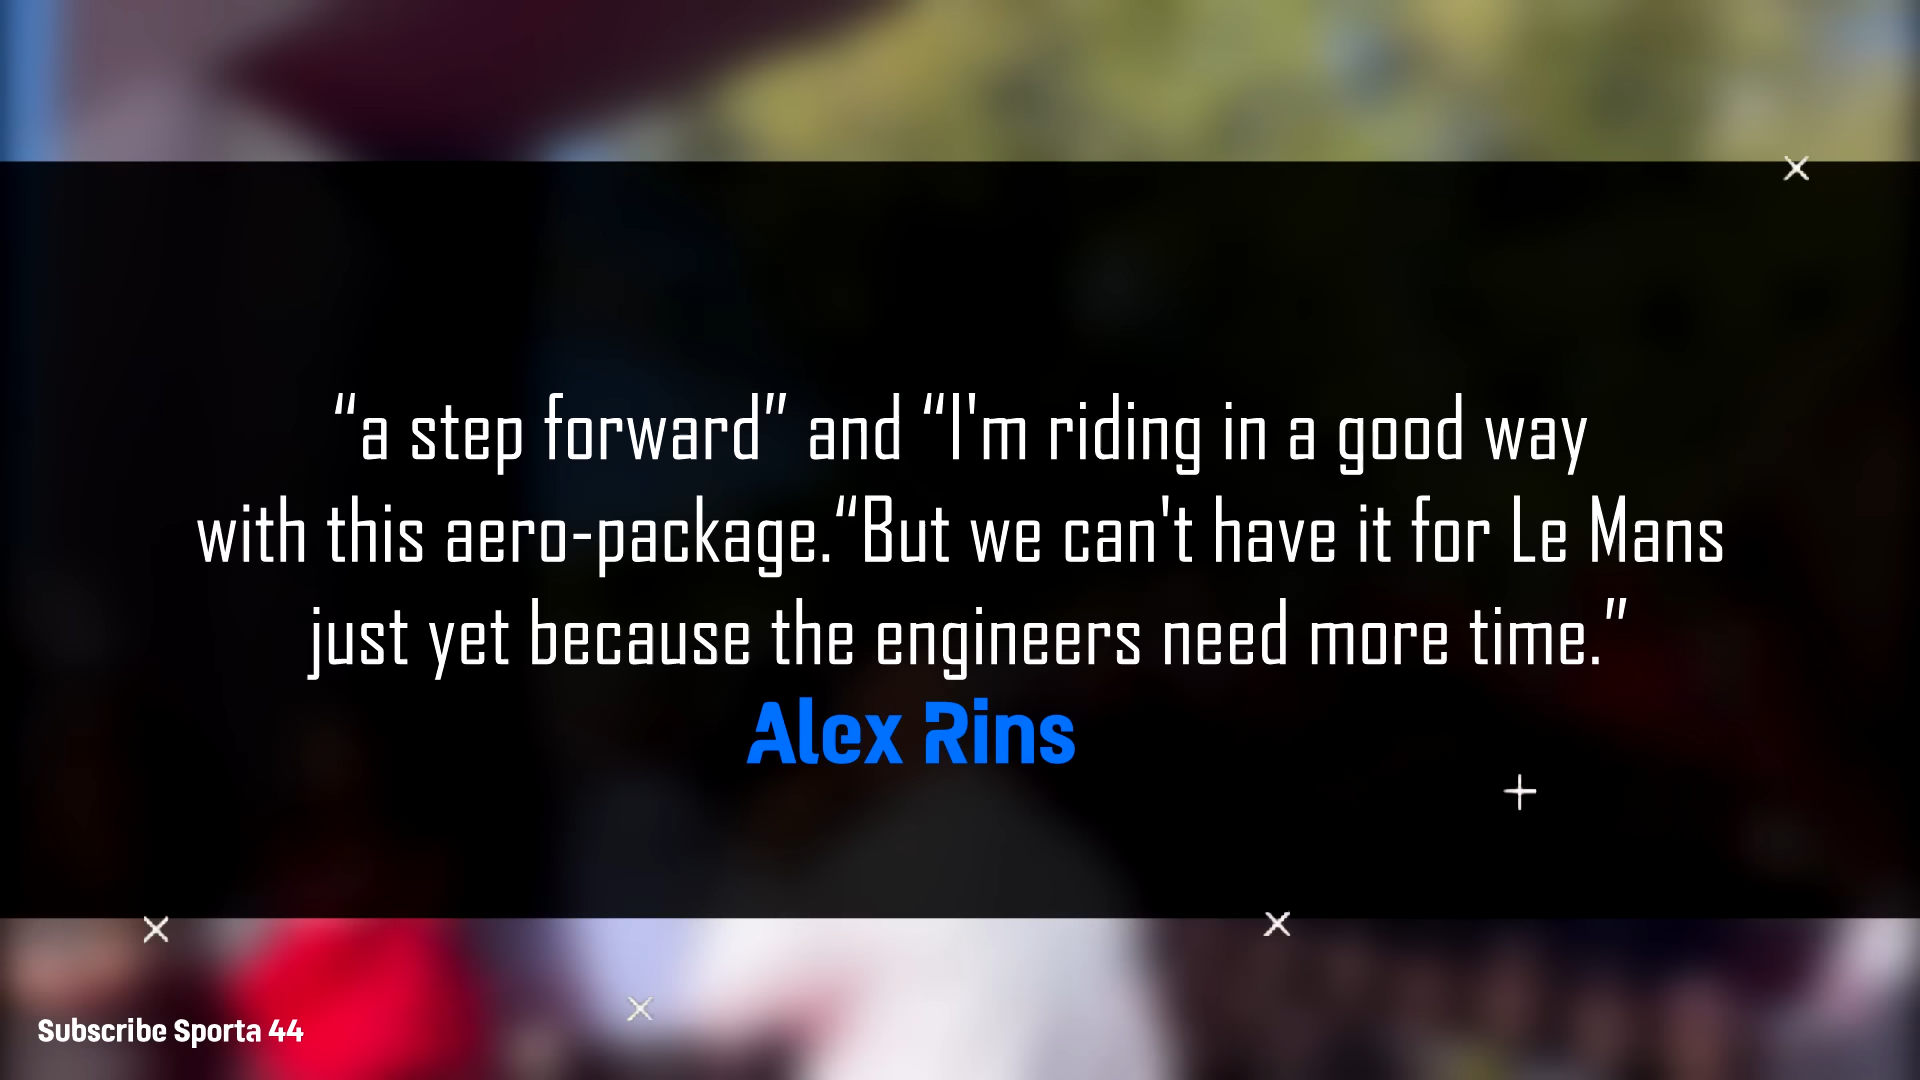 “a step forward” and “I'm riding in a good way
with this aero-package.“But we can't have it for Le Mans
just yet because the engineers need more time.”
Alex Rins
Subscribe Sporta 44